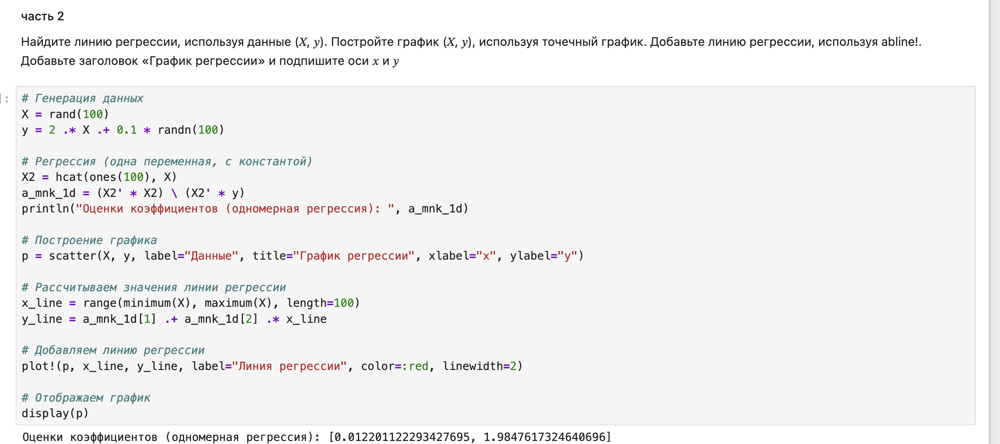 часть 2
Найдите линию регрессии, используя данные (X, y). Постройте график (X, y), используя точечный график. Добавьте линию регрессии, используя abline!.
Добавьте заголовок «График регрессии» и подпишите оси x и y
]:
# Генерация данных
X = rand(100)
y = 2 .* X .+ 0.1 * randn(100)
# Регрессия (одна переменная, с константой)
X2 = hcat(ones(100), X)
a_mnk_1d = (X2' * X2) \ (X2' * y)
println("Оценки коэффициентов (одномерная регрессия): ", a_mnk_1d)
# Построение графика
p = scatter(X, y, label="Данные", title="График регрессии", xlabel="x", ylabel="y")
# Рассчитываем значения линии регрессии
x_line = range(minimum(X), maximum(X), length=100)
y_line = a_mnk_1d[1] .+ a_mnk_1d[2] .* x_line
# Добавляем линию регрессии
plot!(p, x_line, y_line, label="Линия регрессии", color=:red, linewidth=2)
# Отображаем график
display(p)
Оценки коэффициентов (одномерная регрессия): [0.012201122293427695, 1.9847617324640696]